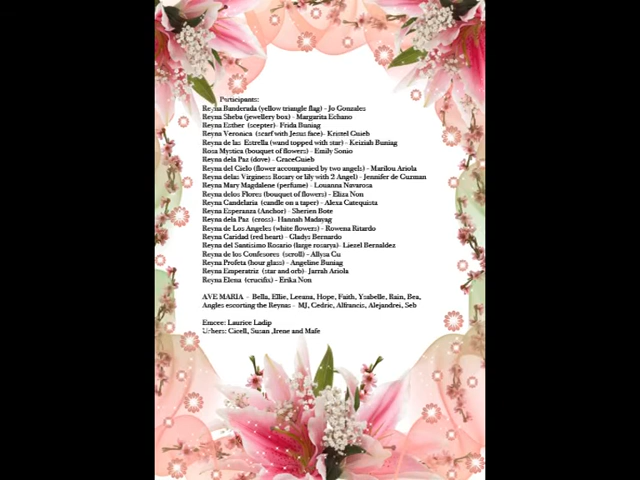 Participants:
Reyna Banderada (yellow triangle flag) - Jo Gonzales
Reyna Sheba (jewellery box) - Margarita Echano
Reyna Esther (scepter)- Frida Buniag
Reyna Veronica (scarf with Jesus face)- Kristel Guieb
Reyna de las Estrella (wand topped with star) - Keiziah Buniag
Rosa Mystica (bouquet of flowers) - Emily Sonio
Reyna dela Paz (dove) - GraceGuieb
Reyna del Cielo (flower accompanied by two angels) - Marilou Ariola
Reyna delas Virginess Rosary or lily with 2 Angel) - Jennifer de Guzman
Reyna Mary Magdalene (perfume) - Louanna Navarosa
Reyna delos Flores (bouquet of flowers) - Eliza Non
Reyna Candelaria (candle on a taper) - Alexa Catequista
Reyna Esperanza (Anchor) - Sherien Bote
Reyna dela Paz (cross)- Hannah Madayag
Reyna de Los Angeles (white flowers) - Rowena Ritardo
Reyna Caridad (red heart) - Gladys Bernardo
Reyna del Santisimo Rosario (large rosarya)- Liezel Bernaldez
Reyna de los Confesores (scroll) - Allysa Cu
Reyna Profeta (hour glass) - Angeline Buniag
Reyna Emperatriz (star and orb)- Jarrah Ariola
Reyna Elena (crucifix) - Erika Non
AVE MARIA - Bella, Ellie, Leeana, Hope, Faith, Ysabelle, Rain, Bea,
Angles escorting the Reynas - MJ, Cedric, Alfrancis, Alejandrei, Seb
Emcee: Laurice Ladip
Urhers: Cicell, Susan ,Irene and Mafe